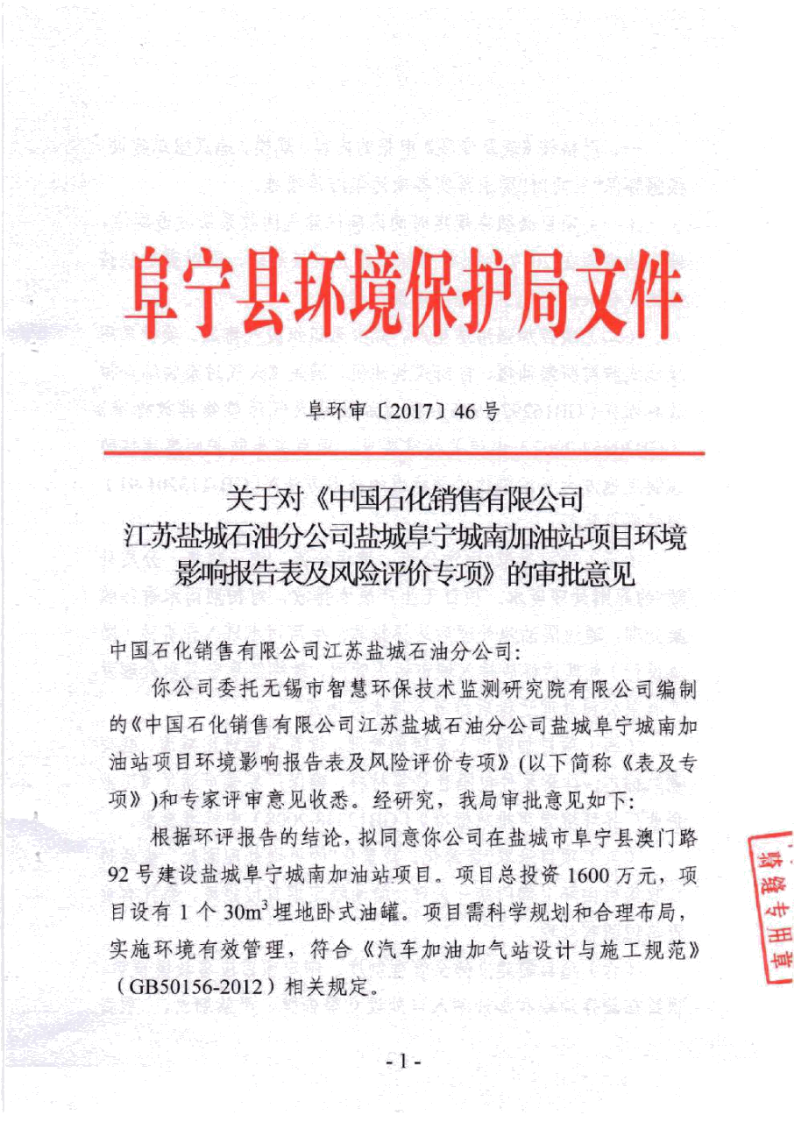 阜宁县环境保护局文件
阜环审〔2017〕46号
关于对《中国石化销售有限公司
江苏盐城石油分公司盐城阜宁城南加油站项目环境
影响报告表及风险评价专项》的审批意见
中国石化销售有限公司江苏盐城石油分公司：
你公司委托无锡市智慧环保技术监测研究院有限公司编制
的《中国石化销售有限公司江苏盐城石油分公司盐城阜宁城南加
油站项目环境影响报告表及风险评价专项》(以下简称《表及专
项》)和专家评审意见收悉。经研究，我局审批意见如下：
根据环评报告的结论，拟同意你公司在盐城市阜宁县澳门路
92号建设盐城阜宁城南加油站项目。项目总投资1600万元，项
目设有1个30m³埋地卧式油罐。项目需科学规划和合理布局，
实施环境有效管理，符合《汽车加油加气站设计与施工规范》
（GB50156-2012）相关规定。
骑缝专用章
- 1 -